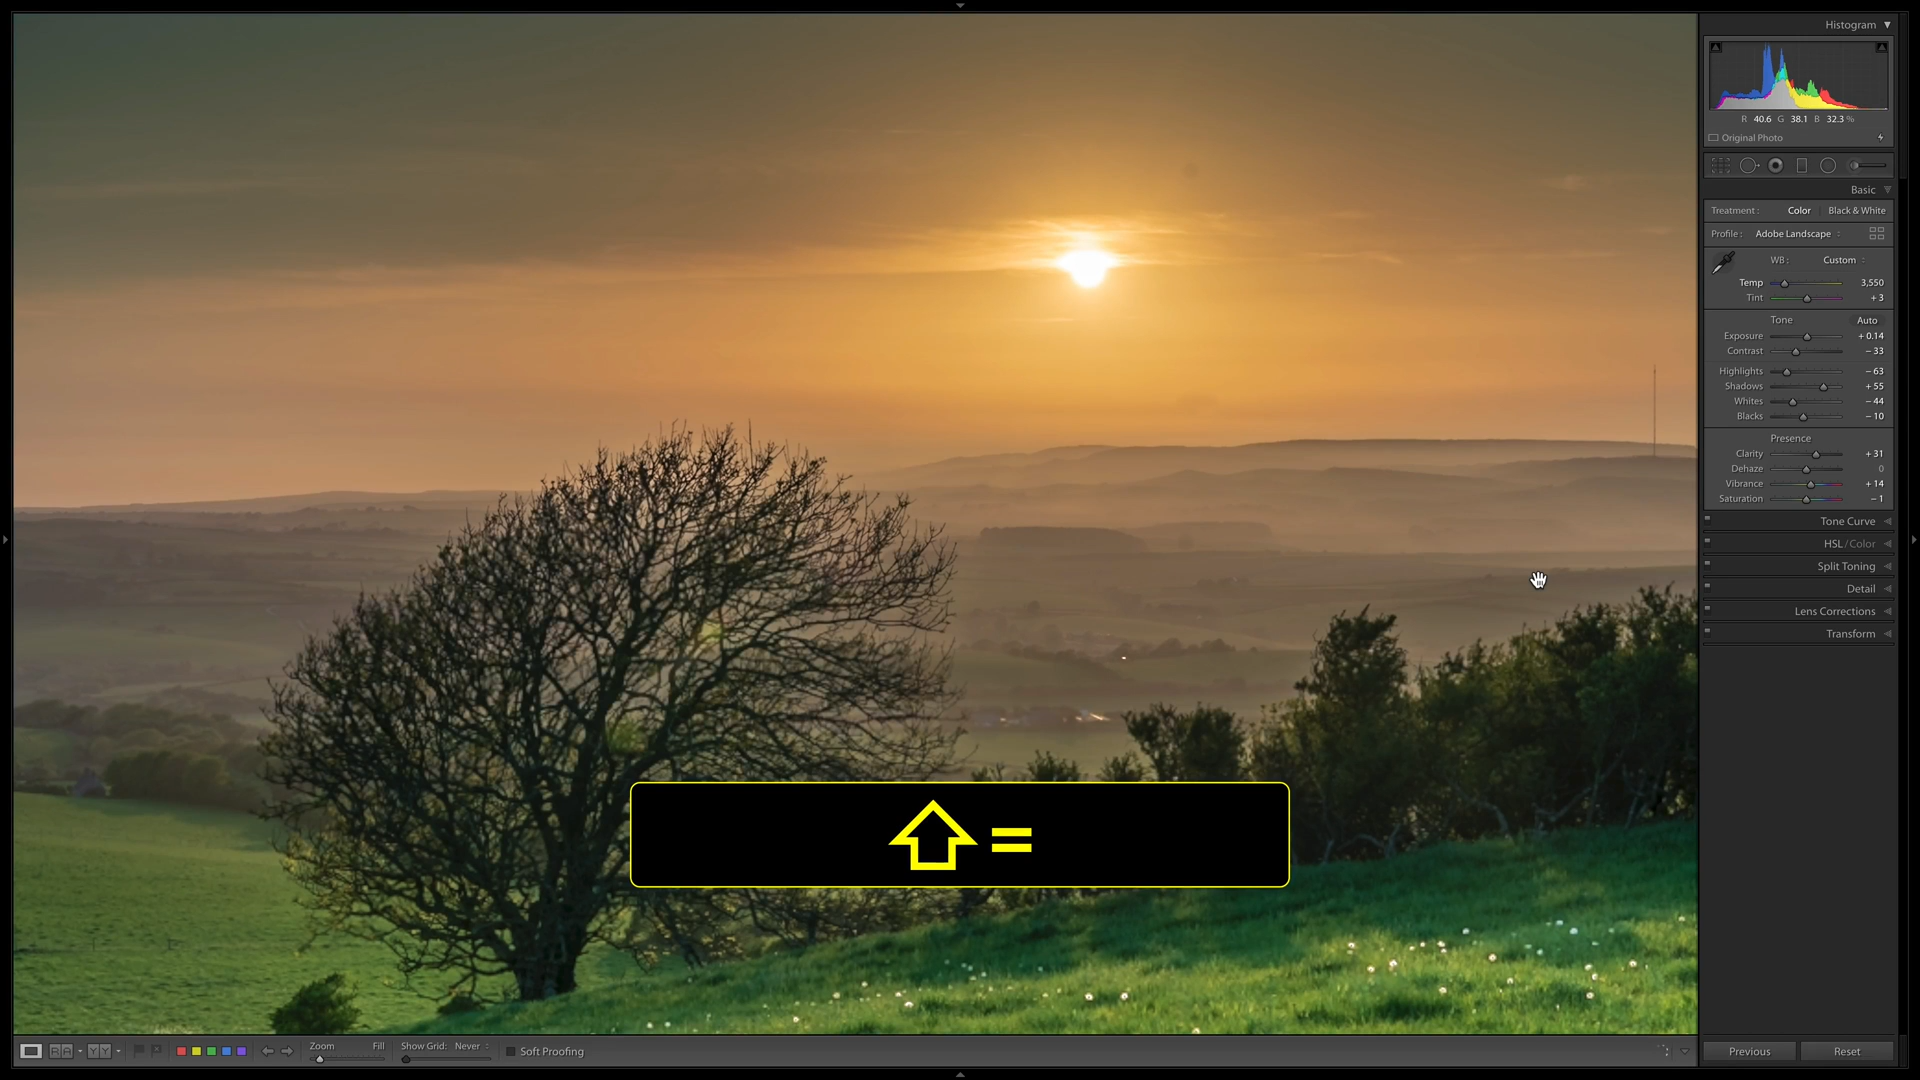 Histogram
R 40.6 G 38.1 B 32.3 %
Original Photo
Basic
Treatment : Color Black & White
Profile : Adobe Landscape
WB : Custom
Temp 3,550
Tint + 3
Tone Auto
Exposure + 0.14
Contrast − 33
Highlights − 63
Shadows + 55
Whites − 44
Blacks − 10
Presence
Clarity + 31
Dehaze 0
Vibrance + 14
Saturation − 1
Tone Curve
HSL / Color
Split Toning
Detail
Lens Corrections
Transform
=
RA YY Zoom Fill Show Grid: Never Soft Proofing
Previous Reset